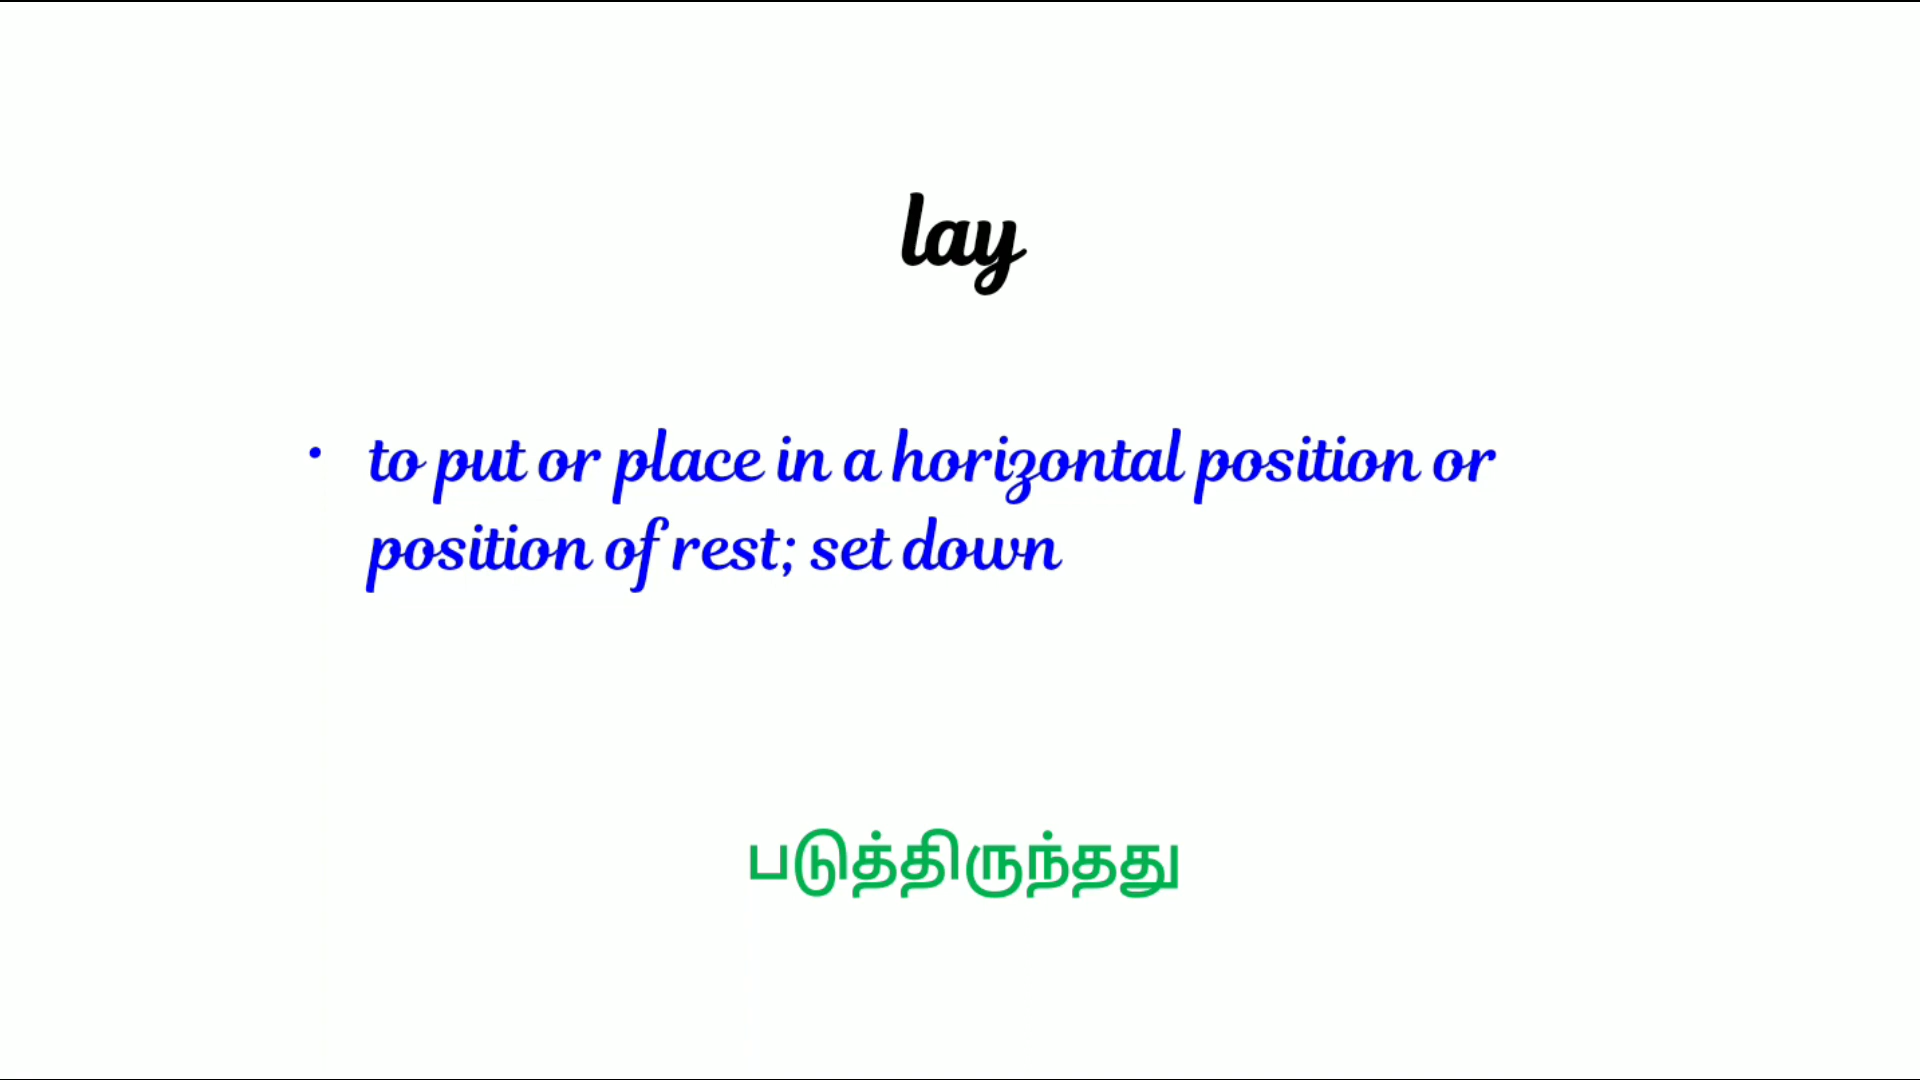 lay
• to put or place in a horizontal position or
position of rest; set down
படுத்திருந்தது